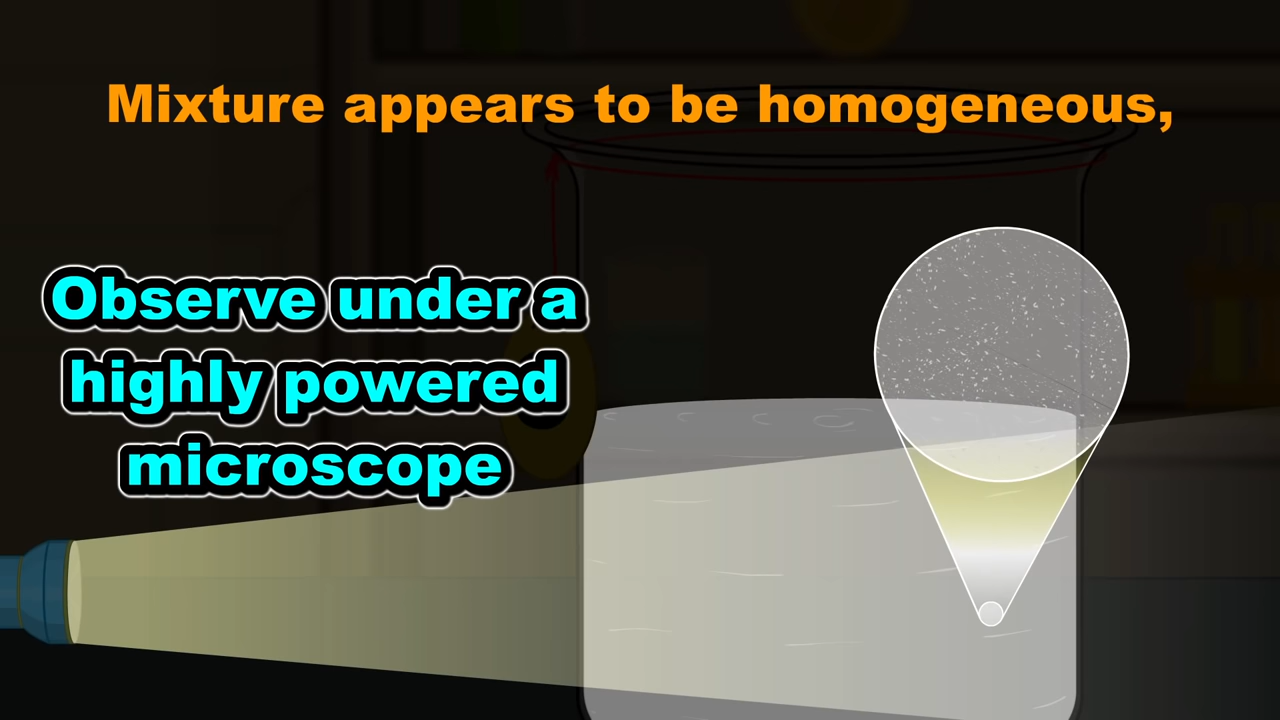 Mixture appears to be homogeneous,
Observe under a
highly powered
microscope